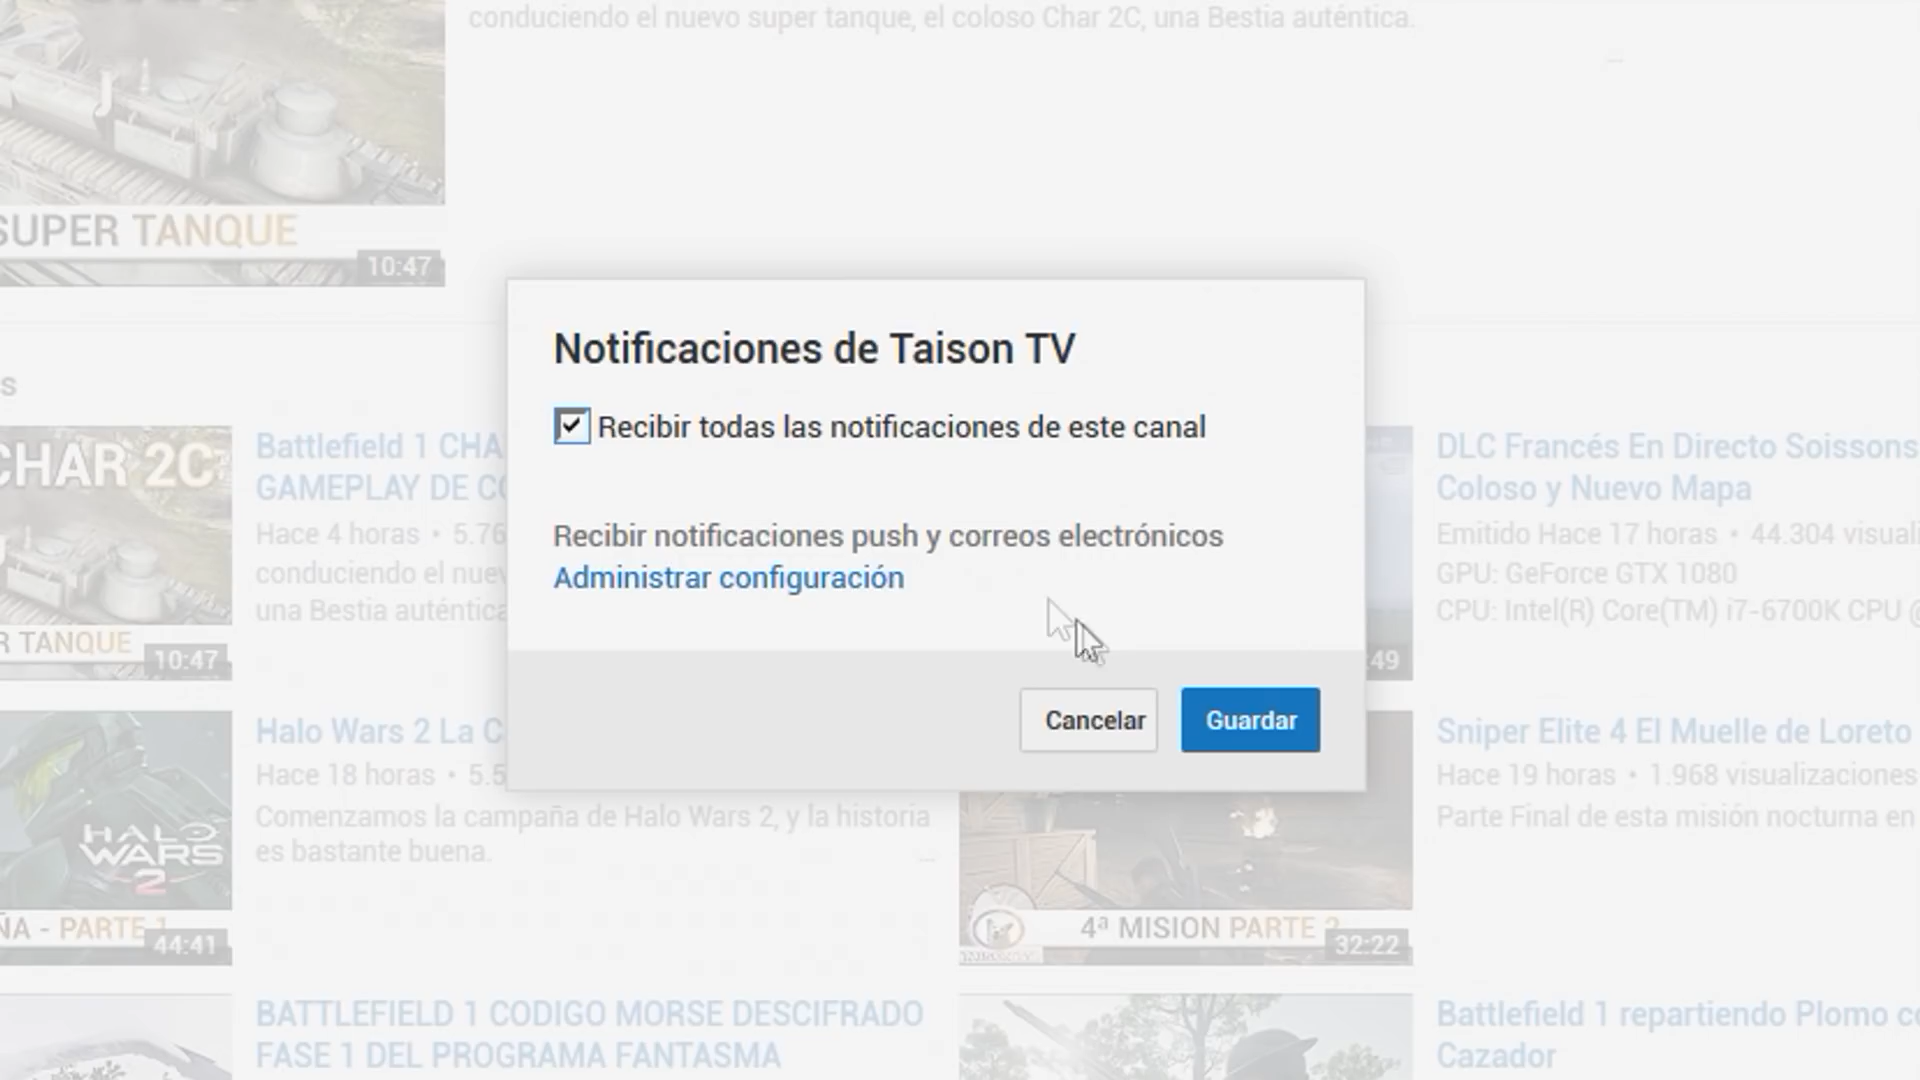 conduciendo el nuevo super tanque, el coloso Char 2C, una Bestia auténtica.
...
SUPER TANQUE
10:47
Notificaciones de Taison TV
Recibir todas las notificaciones de este canal
Recibir notificaciones push y correos electrónicos
Administrar configuración
Cancelar
Guardar
s
CHAR 2C
R TANQUE
10:47
Battlefield 1 CHA
GAMEPLAY DE CO
Hace 4 horas • 5.76
conduciendo el nuev
una Bestia auténtica
:49
DLC Francés En Directo Soissons
Coloso y Nuevo Mapa
Emitido Hace 17 horas • 44.304 visuali
GPU: GeForce GTX 1080
CPU: Intel(R) Core(TM) i7-6700K CPU @
HALO
WARS
2
ÑA - PARTE 1
44:41
Halo Wars 2 La C
Hace 18 horas • 5.5
Comenzamos la campaña de Halo Wars 2, y la historia
es bastante buena.
...
4ª MISION PARTE 2
32:22
Sniper Elite 4 El Muelle de Loreto
Hace 19 horas • 1.968 visualizaciones
Parte Final de esta misión nocturna en
BATTLEFIELD 1 CODIGO MORSE DESCIFRADO
FASE 1 DEL PROGRAMA FANTASMA
Battlefield 1 repartiendo Plomo co
Cazador